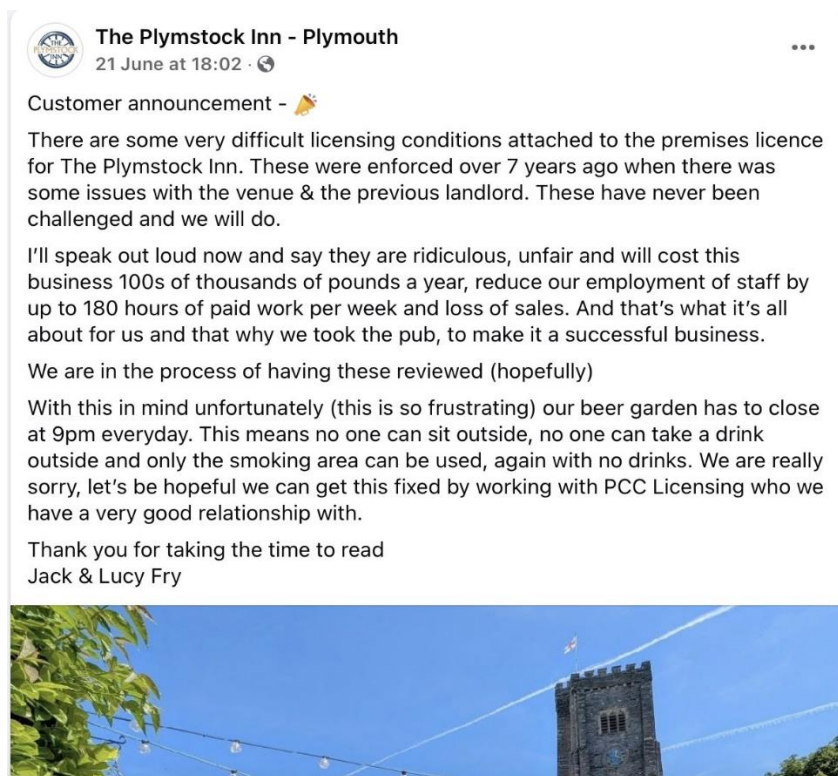 The Plymstock Inn - Plymouth
21 June at 18:02 ·
Customer announcement - 📣
There are some very difficult licensing conditions attached to the premises licence
for The Plymstock Inn. These were enforced over 7 years ago when there was
some issues with the venue & the previous landlord. These have never been
challenged and we will do.
I’ll speak out loud now and say they are ridiculous, unfair and will cost this
business 100s of thousands of pounds a year, reduce our employment of staff by
up to 180 hours of paid work per week and loss of sales. And that’s what it’s all
about for us and that why we took the pub, to make it a successful business.
We are in the process of having these reviewed (hopefully)
With this in mind unfortunately (this is so frustrating) our beer garden has to close
at 9pm everyday. This means no one can sit outside, no one can take a drink
outside and only the smoking area can be used, again with no drinks. We are really
sorry, let’s be hopeful we can get this fixed by working with PCC Licensing who we
have a very good relationship with.
Thank you for taking the time to read
Jack & Lucy Fry